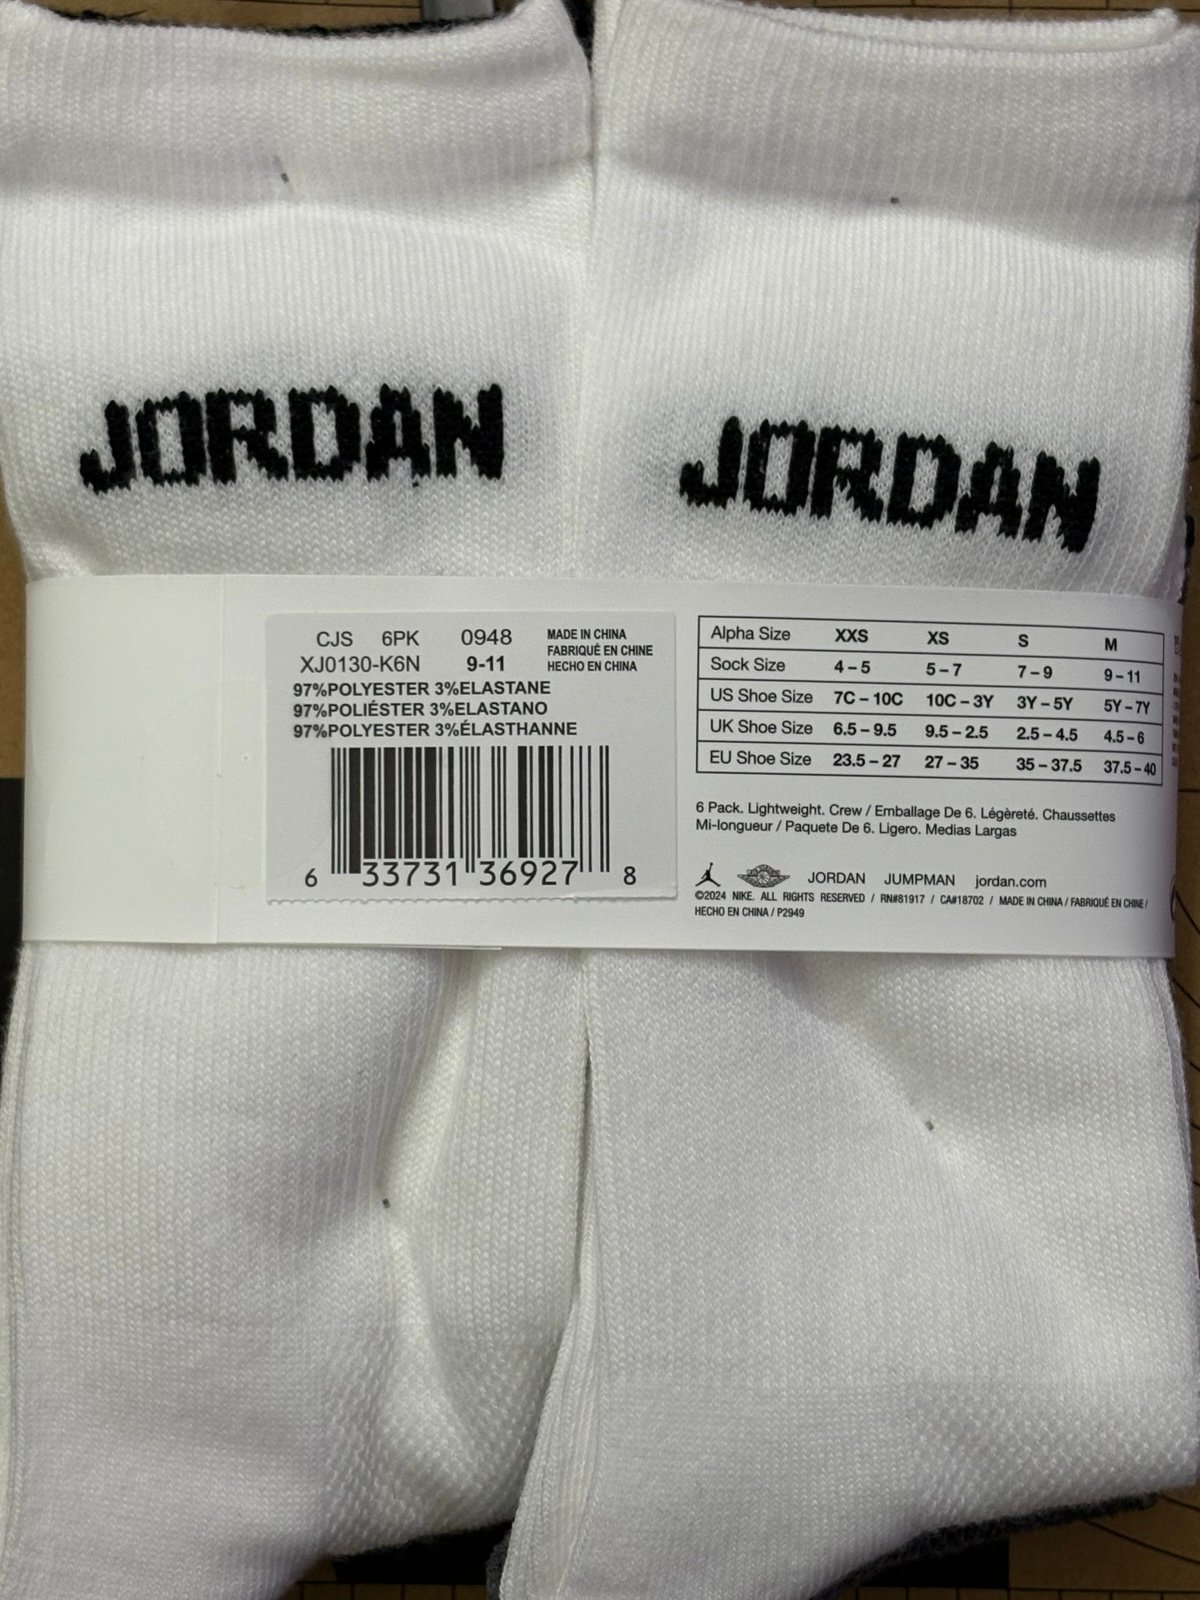 JORDAN
JORDAN
CJS 6PK 0948
XJ0130-K6N 9-11
MADE IN CHINA
FABRIQUÉ EN CHINE
HECHO EN CHINA
97%POLYESTER 3%ELASTANE
97%POLIÉSTER 3%ELASTANO
97%POLYESTER 3%ÉLASTHANNE
6 33731 36927 8
Alpha Size XXS XS S M
Sock Size 4 – 5 5 – 7 7 – 9 9 – 11
US Shoe Size 7C – 10C 10C – 3Y 3Y – 5Y 5Y – 7Y
UK Shoe Size 6.5 – 9.5 9.5 – 2.5 2.5 – 4.5 4.5 – 6
EU Shoe Size 23.5 – 27 27 – 35 35 – 37.5 37.5 – 40
6 Pack. Lightweight. Crew / Emballage De 6. Légèreté. Chaussettes
Mi-longueur / Paquete De 6. Ligero. Medias Largas
JORDAN JUMPMAN jordan.com
©2024 NIKE. ALL RIGHTS RESERVED / RN#81917 / CA#18702 / MADE IN CHINA / FABRIQUÉ EN CHINE /
HECHO EN CHINA / P2949